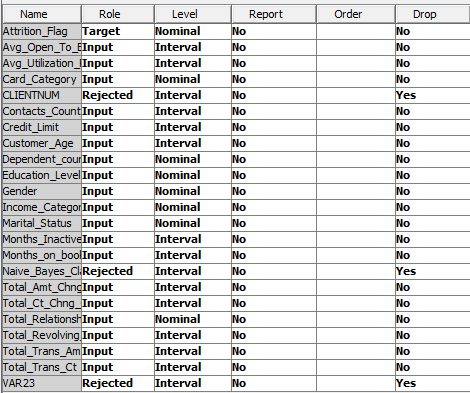 Name Role Level Report Order Drop
Attrition_Flag Target Nominal No No
Avg_Open_To_B Input Interval No No
Avg_Utilization_ Input Interval No No
Card_Category Input Nominal No No
CLIENTNUM Rejected Interval No Yes
Contacts_Count Input Interval No No
Credit_Limit Input Interval No No
Customer_Age Input Interval No No
Dependent_cour Input Nominal No No
Education_Level Input Nominal No No
Gender Input Nominal No No
Income_Categor Input Nominal No No
Marital_Status Input Nominal No No
Months_Inactive Input Interval No No
Months_on_bool Input Interval No No
Naive_Bayes_Cla Rejected Interval No Yes
Total_Amt_Chng Input Interval No No
Total_Ct_Chng_ Input Interval No No
Total_Relationsh Input Nominal No No
Total_Revolving_ Input Interval No No
Total_Trans_Am Input Interval No No
Total_Trans_Ct Input Interval No No
VAR23 Rejected Interval No Yes